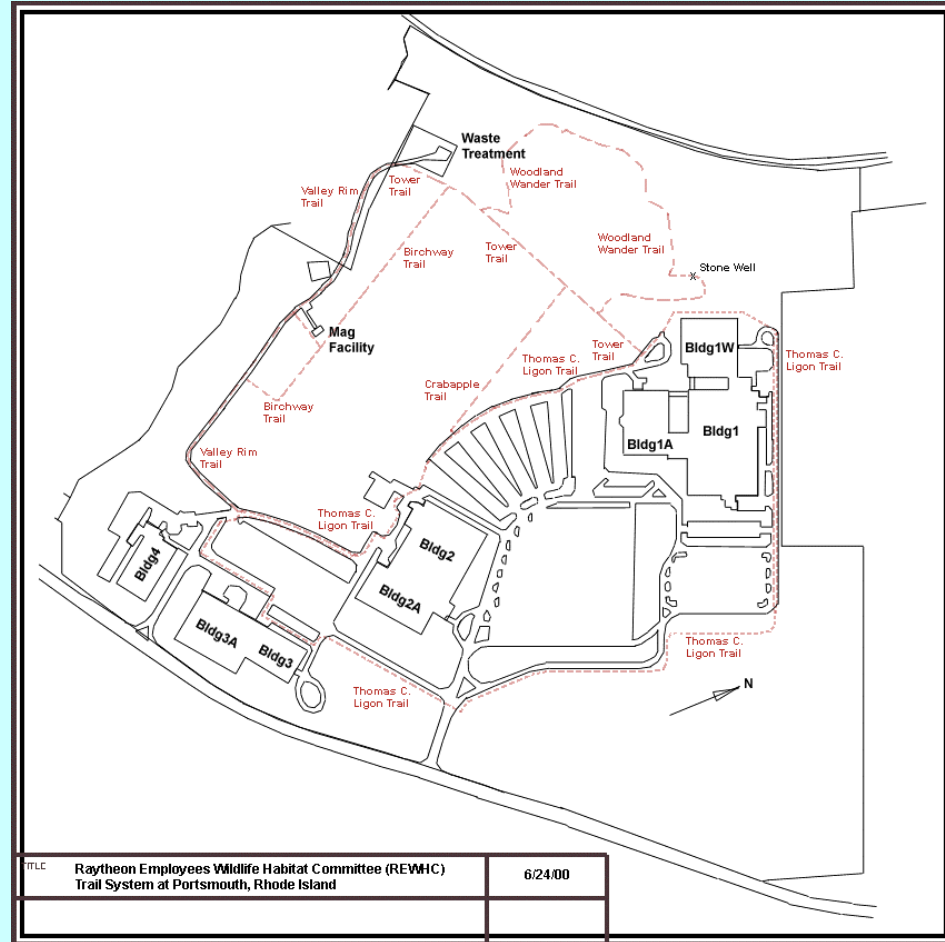 Waste
Treatment
Woodland
Wander Trail
Tower
Trail
Valley Rim
Trail
Birchway
Trail
Tower
Trail
Woodland
Wander Trail
Stone Well
Mag
Facility
Bldg1W
Thomas C.
Ligon Trail
Tower
Trail
Thomas C.
Ligon Trail
Crabapple
Trail
Birchway
Trail
Bldg1
Bldg1A
Valley Rim
Trail
Thomas C.
Ligon Trail
Bldg2
Bldg4
Bldg2A
Bldg3A
Bldg3
Thomas C.
Ligon Trail
Thomas C.
Ligon Trail
N
TITLE
Raytheon Employees Wildlife Habitat Committee (REWHC)
Trail System at Portsmouth, Rhode Island
6/24/00